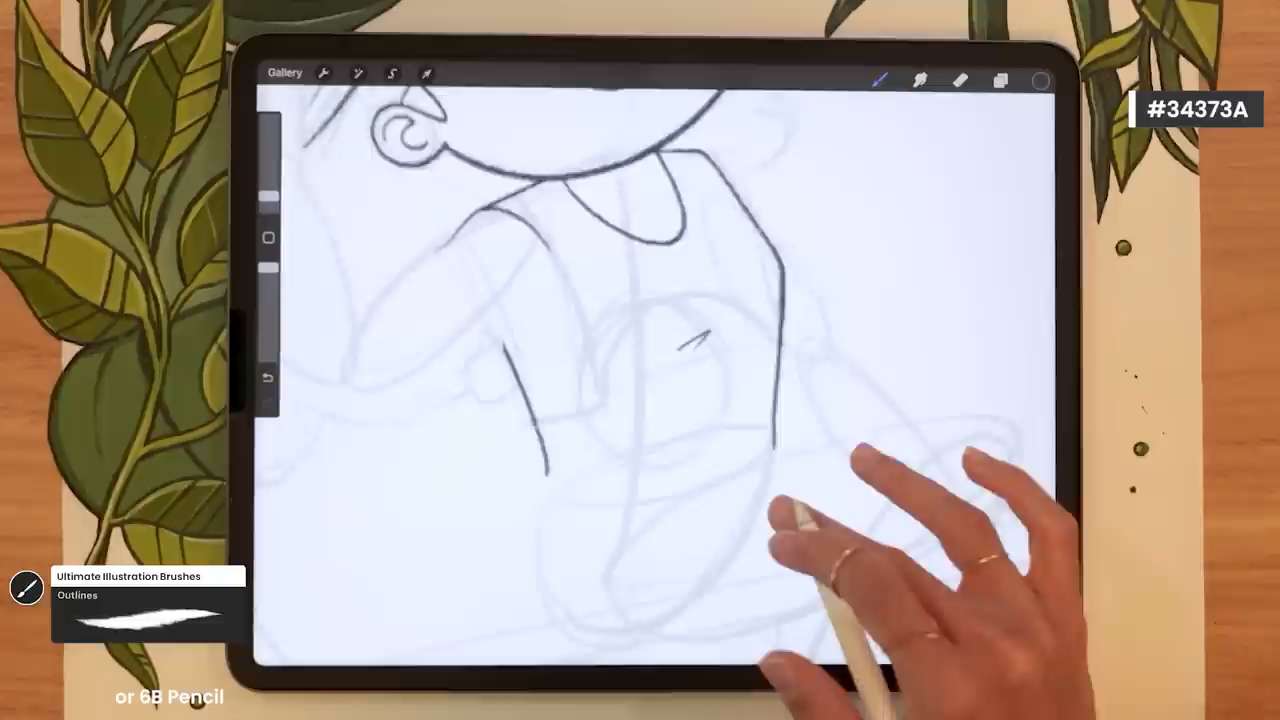 Gallery
#34373A
Ultimate Illustration Brushes
Outlines
or 6B Pencil